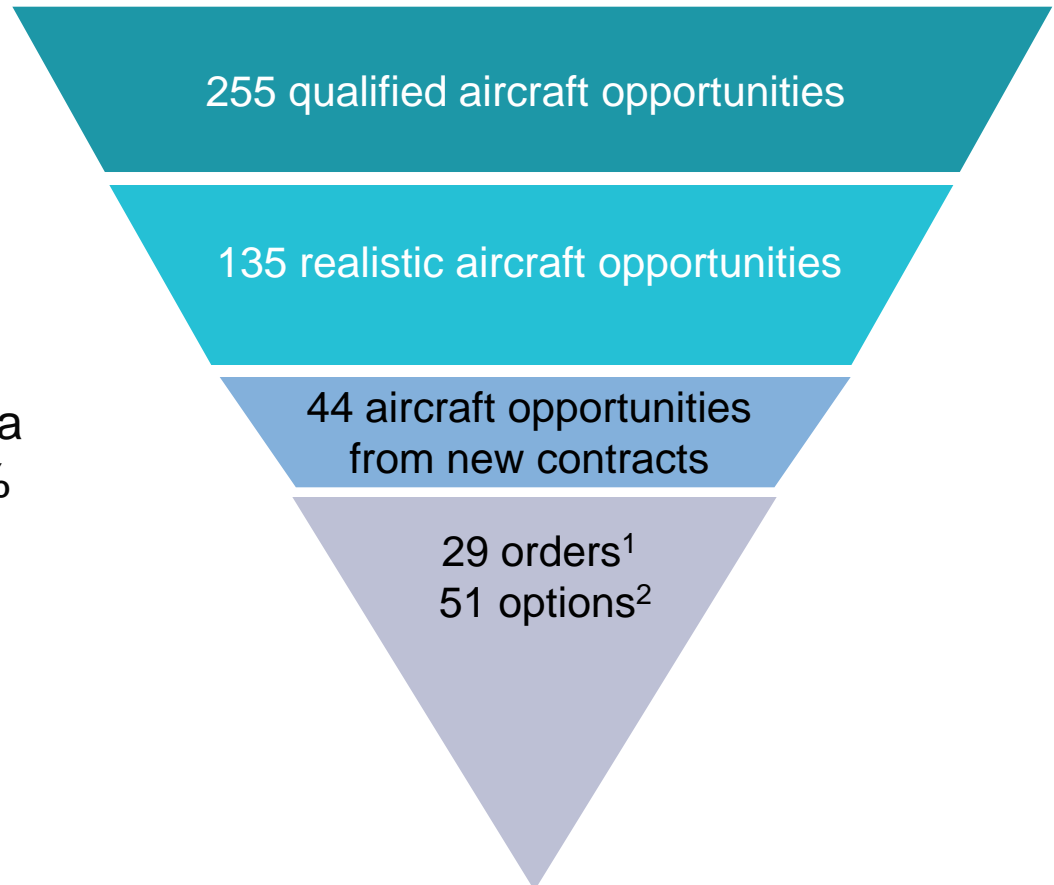 255 qualified aircraft opportunities
135 realistic aircraft opportunities
44 aircraft opportunities
from new contracts
a
%
29 orders¹
51 options²